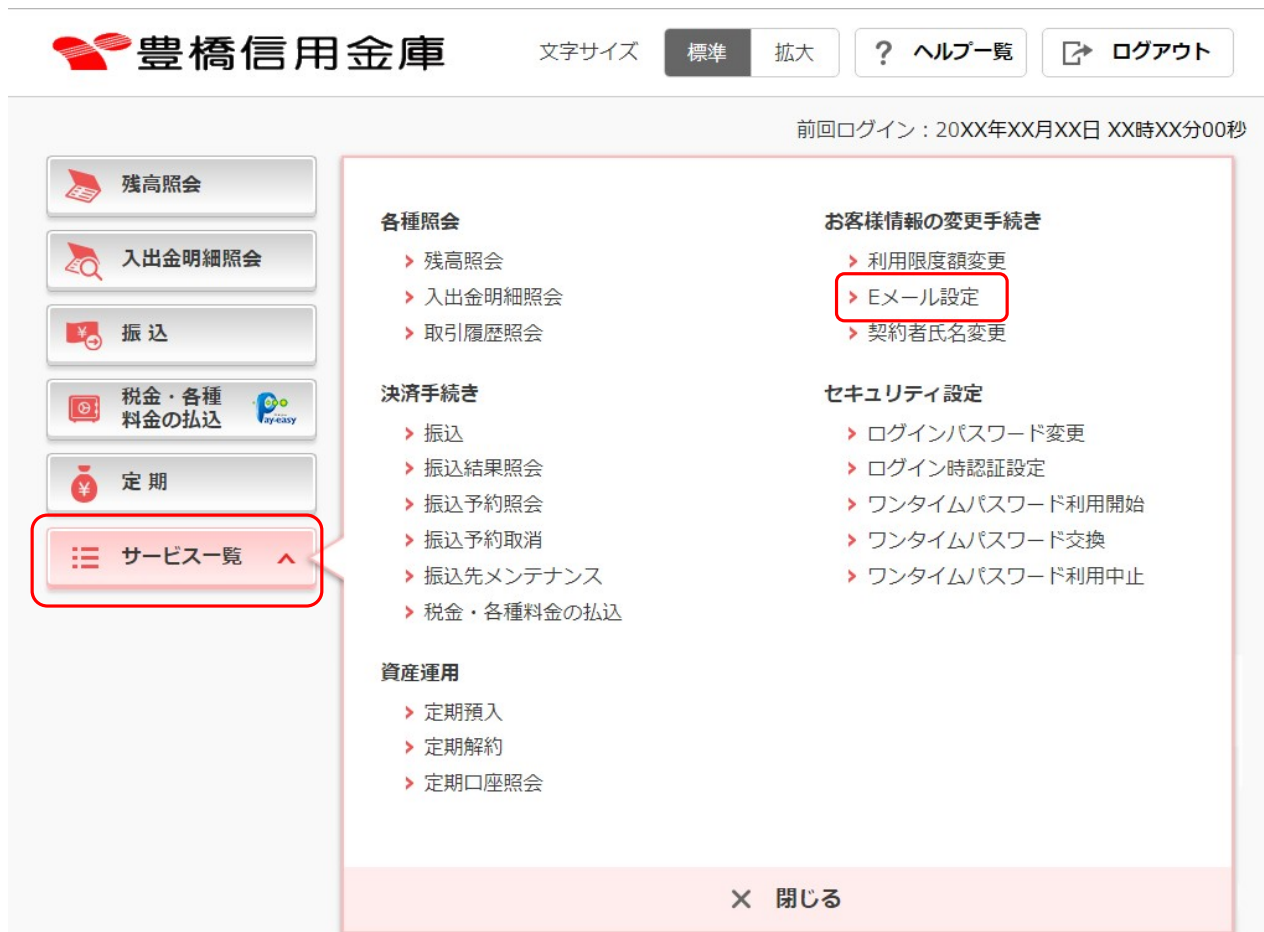 豊橋信用金庫
文字サイズ 標準 拡大 ? ヘルプ一覧 ログアウト
前回ログイン：20XX年XX月XX日 XX時XX分00秒
残高照会
入出金明細照会
振込
税金・各種
料金の払込
Pay-easy
定期
サービス一覧
各種照会
残高照会
入出金明細照会
取引履歴照会
決済手続き
振込
振込結果照会
振込予約照会
振込予約取消
振込先メンテナンス
税金・各種料金の払込
資産運用
定期預入
定期解約
定期口座照会
お客様情報の変更手続き
利用限度額変更
Eメール設定
契約者氏名変更
セキュリティ設定
ログインパスワード変更
ログイン時認証設定
ワンタイムパスワード利用開始
ワンタイムパスワード交換
ワンタイムパスワード利用中止
× 閉じる